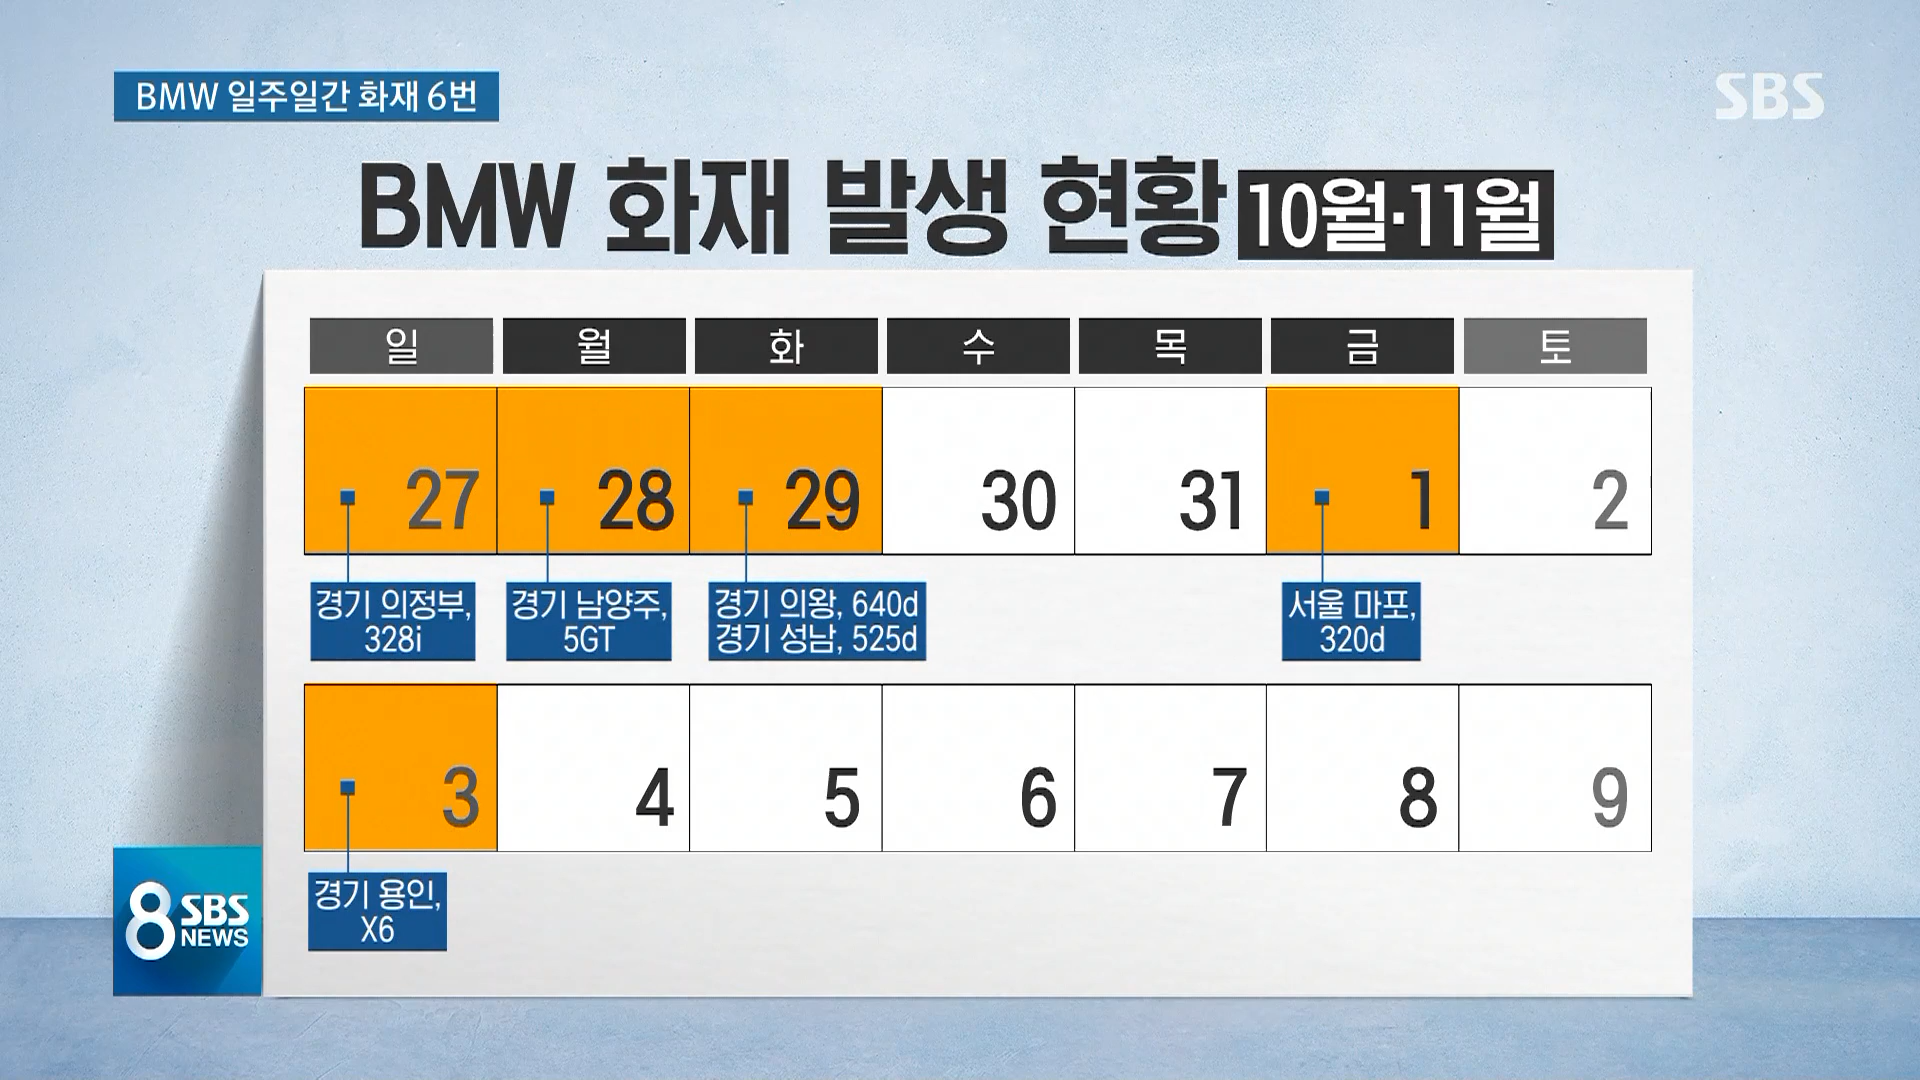 BMW 일주일간 화재 6번
SBS
BMW 화재 발생 현황 10월·11월
일 월 화 수 목 금 토
27 28 29 30 31 1 2
경기 의정부,
328i
경기 남양주,
5GT
경기 의왕, 640d
경기 성남, 525d
서울 마포,
320d
3 4 5 6 7 8 9
경기 용인,
X6
8 SBS
NEWS